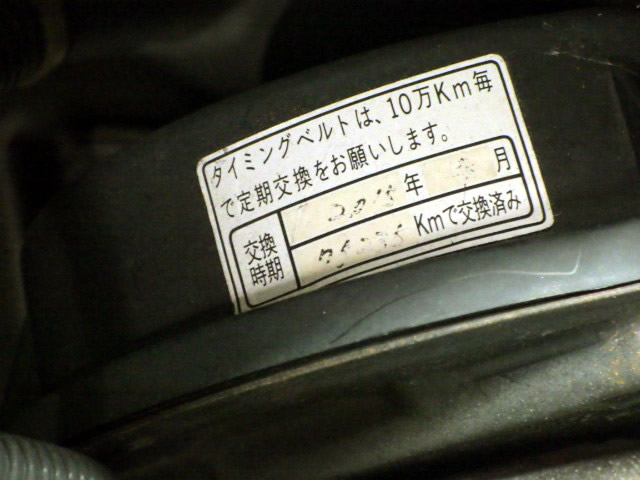 タイミングベルトは、10万Km毎
で定期交換をお願いします。
交換時期
年 月
Kmで交換済み